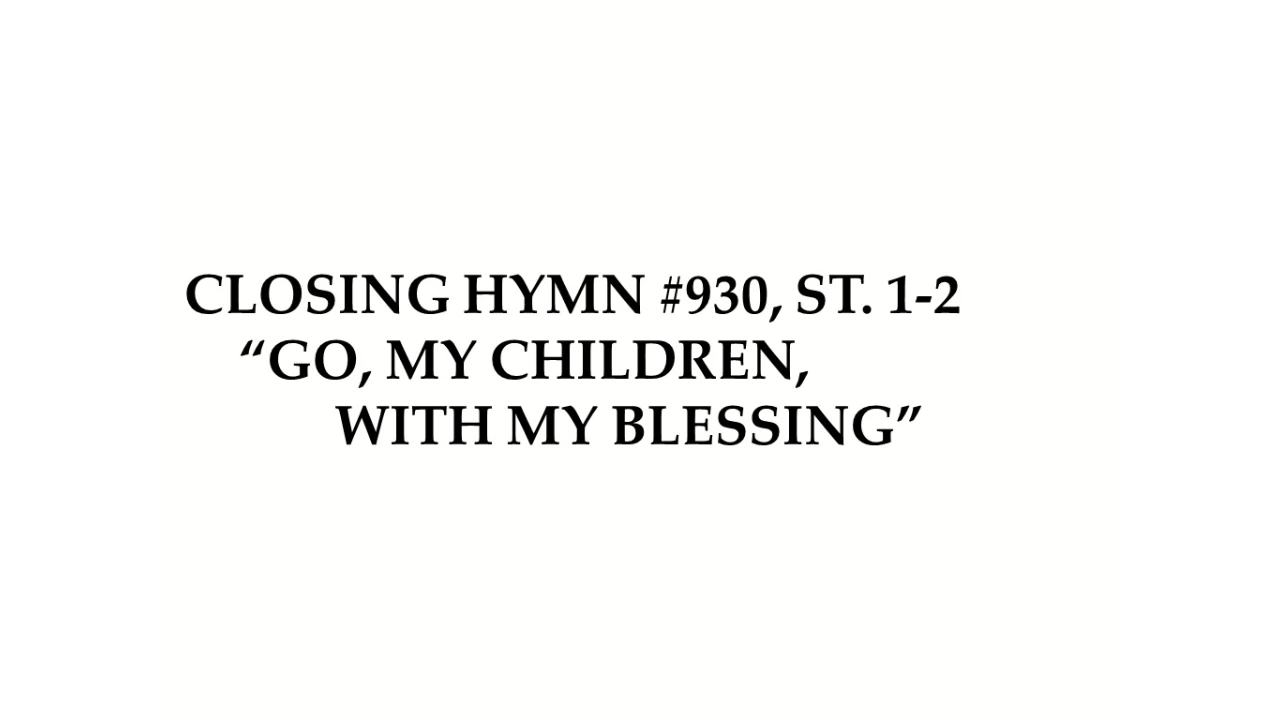 CLOSING HYMN #930, ST. 1-2
“GO, MY CHILDREN,
WITH MY BLESSING”